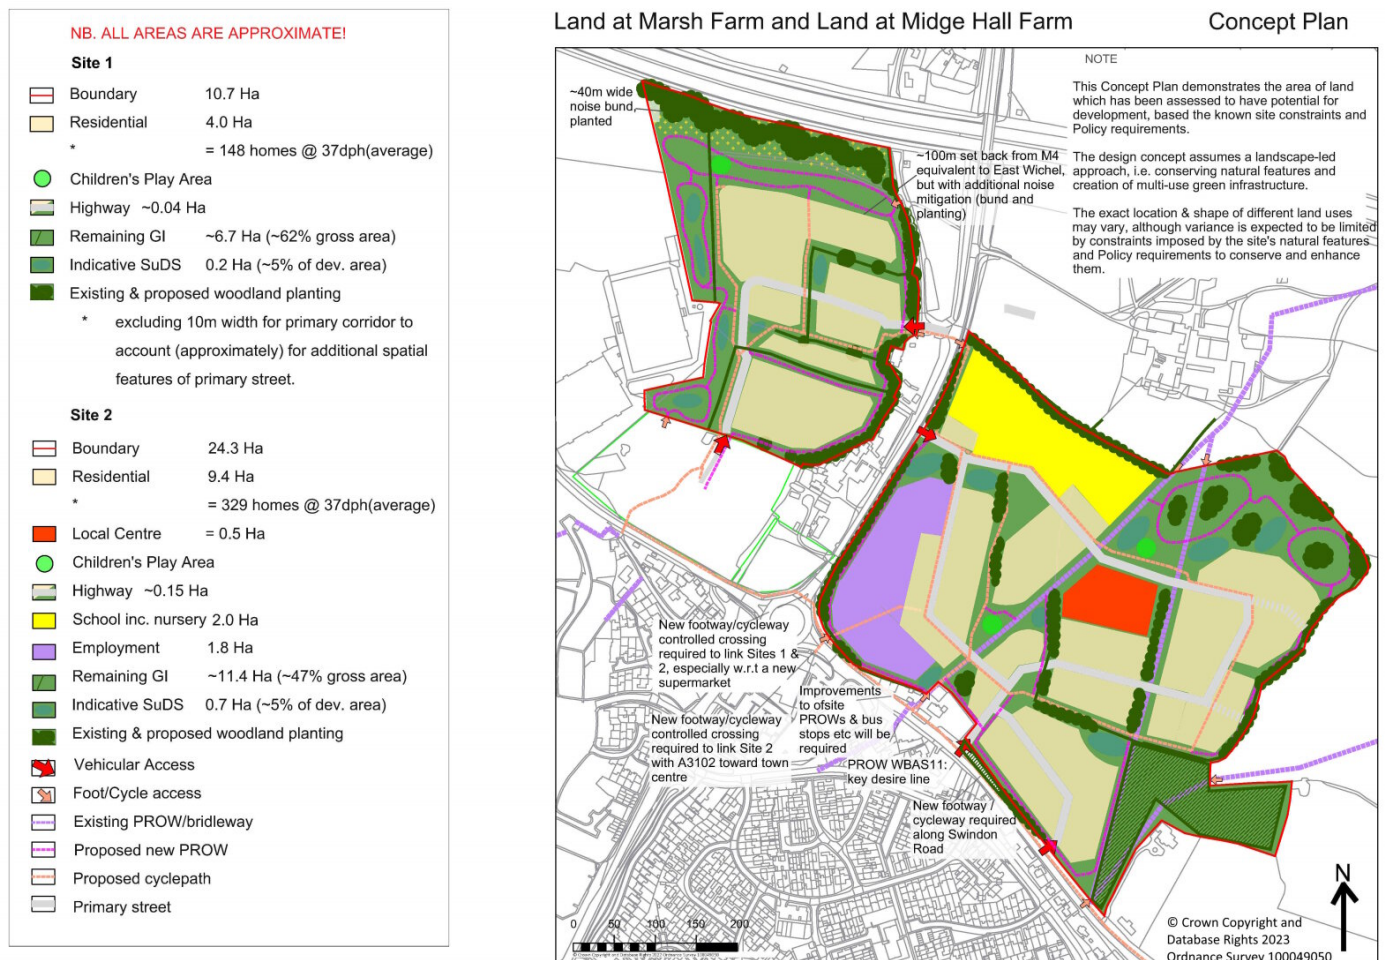 Land at Marsh Farm and Land at Midge Hall Farm
Concept Plan
NB. ALL AREAS ARE APPROXIMATE!
Site 1
Boundary 10.7 Ha
Residential 4.0 Ha
* = 148 homes @ 37dph(average)
Children's Play Area
Highway ~0.04 Ha
Remaining GI ~6.7 Ha (~62% gross area)
Indicative SuDS 0.2 Ha (~5% of dev. area)
Existing & proposed woodland planting
* excluding 10m width for primary corridor to
account (approximately) for additional spatial
features of primary street.
Site 2
Boundary 24.3 Ha
Residential 9.4 Ha
* = 329 homes @ 37dph(average)
Local Centre = 0.5 Ha
Children's Play Area
Highway ~0.15 Ha
School inc. nursery 2.0 Ha
Employment 1.8 Ha
Remaining GI ~11.4 Ha (~47% gross area)
Indicative SuDS 0.7 Ha (~5% of dev. area)
Existing & proposed woodland planting
Vehicular Access
Foot/Cycle access
Existing PROW/bridleway
Proposed new PROW
Proposed cyclepath
Primary street
NOTE
This Concept Plan demonstrates the area of land
which has been assessed to have potential for
development, based the known site constraints and
Policy requirements.
The design concept assumes a landscape-led
approach, i.e. conserving natural features and
creation of multi-use green infrastructure.
The exact location & shape of different land uses
may vary, although variance is expected to be limited
by constraints imposed by the site's natural features
and Policy requirements to conserve and enhance
them.
~40m wide
noise bund,
planted
~100m set back from M4
equivalent to East Wichel,
but with additional noise
mitigation (bund and
planting)
New footway/cycleway
controlled crossing
required to link Sites 1 &
2, especially w.r.t a new
supermarket
New footway/cycleway
controlled crossing
required to link Site 2
with A3102 toward town
centre
Improvements
to ofsite
PROWs & bus
stops etc will be
required
PROW WBAS11:
key desire line
New footway /
cycleway required
along Swindon
Road
N
0 50 100 150 200
© Crown Copyright and Database Rights 2023 Ordnance Survey 100049050
© Crown Copyright and
Database Rights 2023
Ordnance Survey 100049050